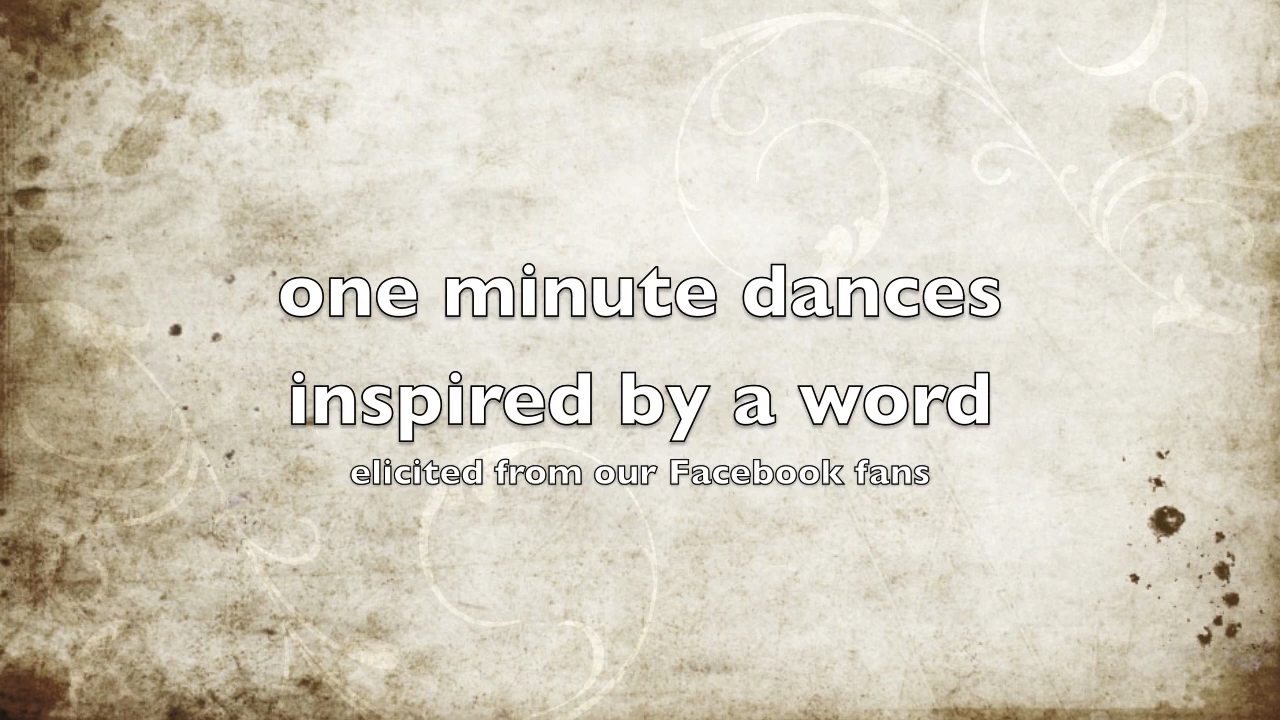 one minute dances
inspired by a word
elicited from our Facebook fans